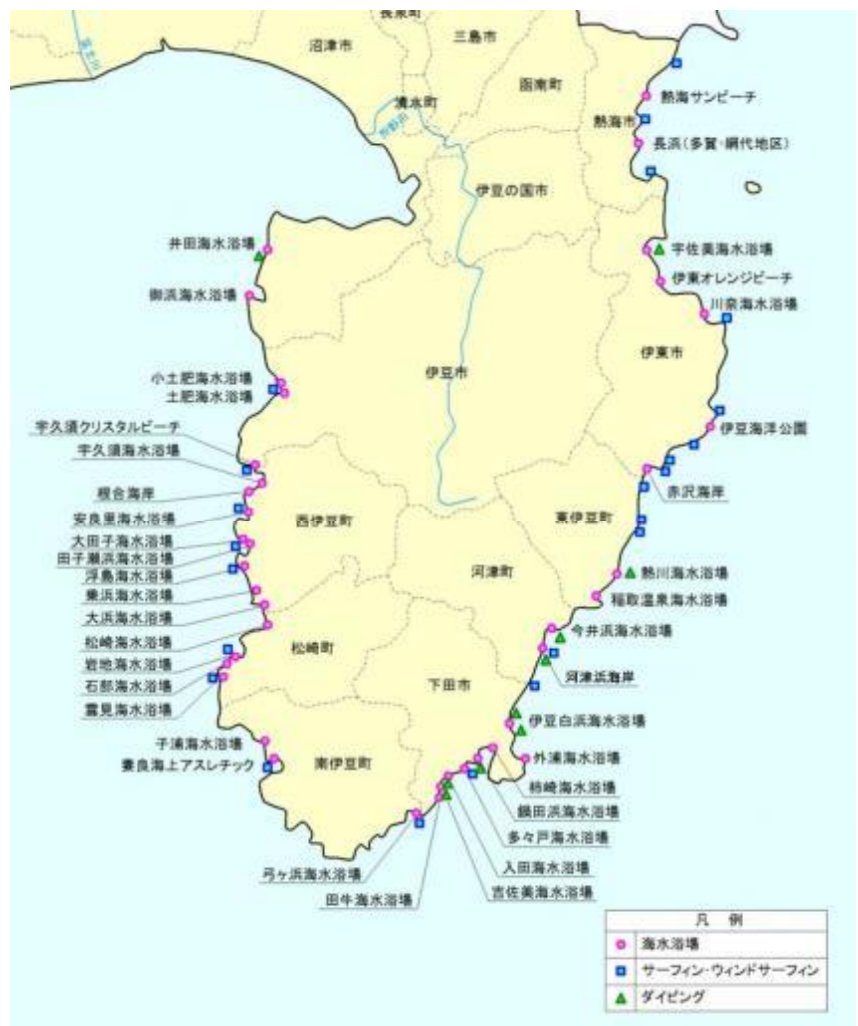 長泉町
沼津市
三島市
富士川
函南町
清水町
狩野川
熱海市
熱海サンビーチ
長浜(多賀・網代地区)
伊豆の国市
井田海水浴場
宇佐美海水浴場
伊東オレンジビーチ
御浜海水浴場
川奈海水浴場
伊東市
伊豆市
小土肥海水浴場
土肥海水浴場
宇久須クリスタルビーチ
伊豆海洋公園
宇久須海水浴場
根合海岸
赤沢海岸
安良里海水浴場
西伊豆町
東伊豆町
大田子海水浴場
田子瀬浜海水浴場
浮島海水浴場
河津町
熱川海水浴場
乗浜海水浴場
稲取温泉海水浴場
大浜海水浴場
今井浜海水浴場
松崎海水浴場
松崎町
岩地海水浴場
河津浜海岸
石部海水浴場
下田市
雲見海水浴場
伊豆白浜海水浴場
子浦海水浴場
外浦海水浴場
妻良海上アスレチック
南伊豆町
柿崎海水浴場
鍋田浜海水浴場
多々戸海水浴場
入田海水浴場
弓ヶ浜海水浴場
吉佐美海水浴場
田牛海水浴場
凡 例
海水浴場
サーフィン・ウィンドサーフィン
ダイビング